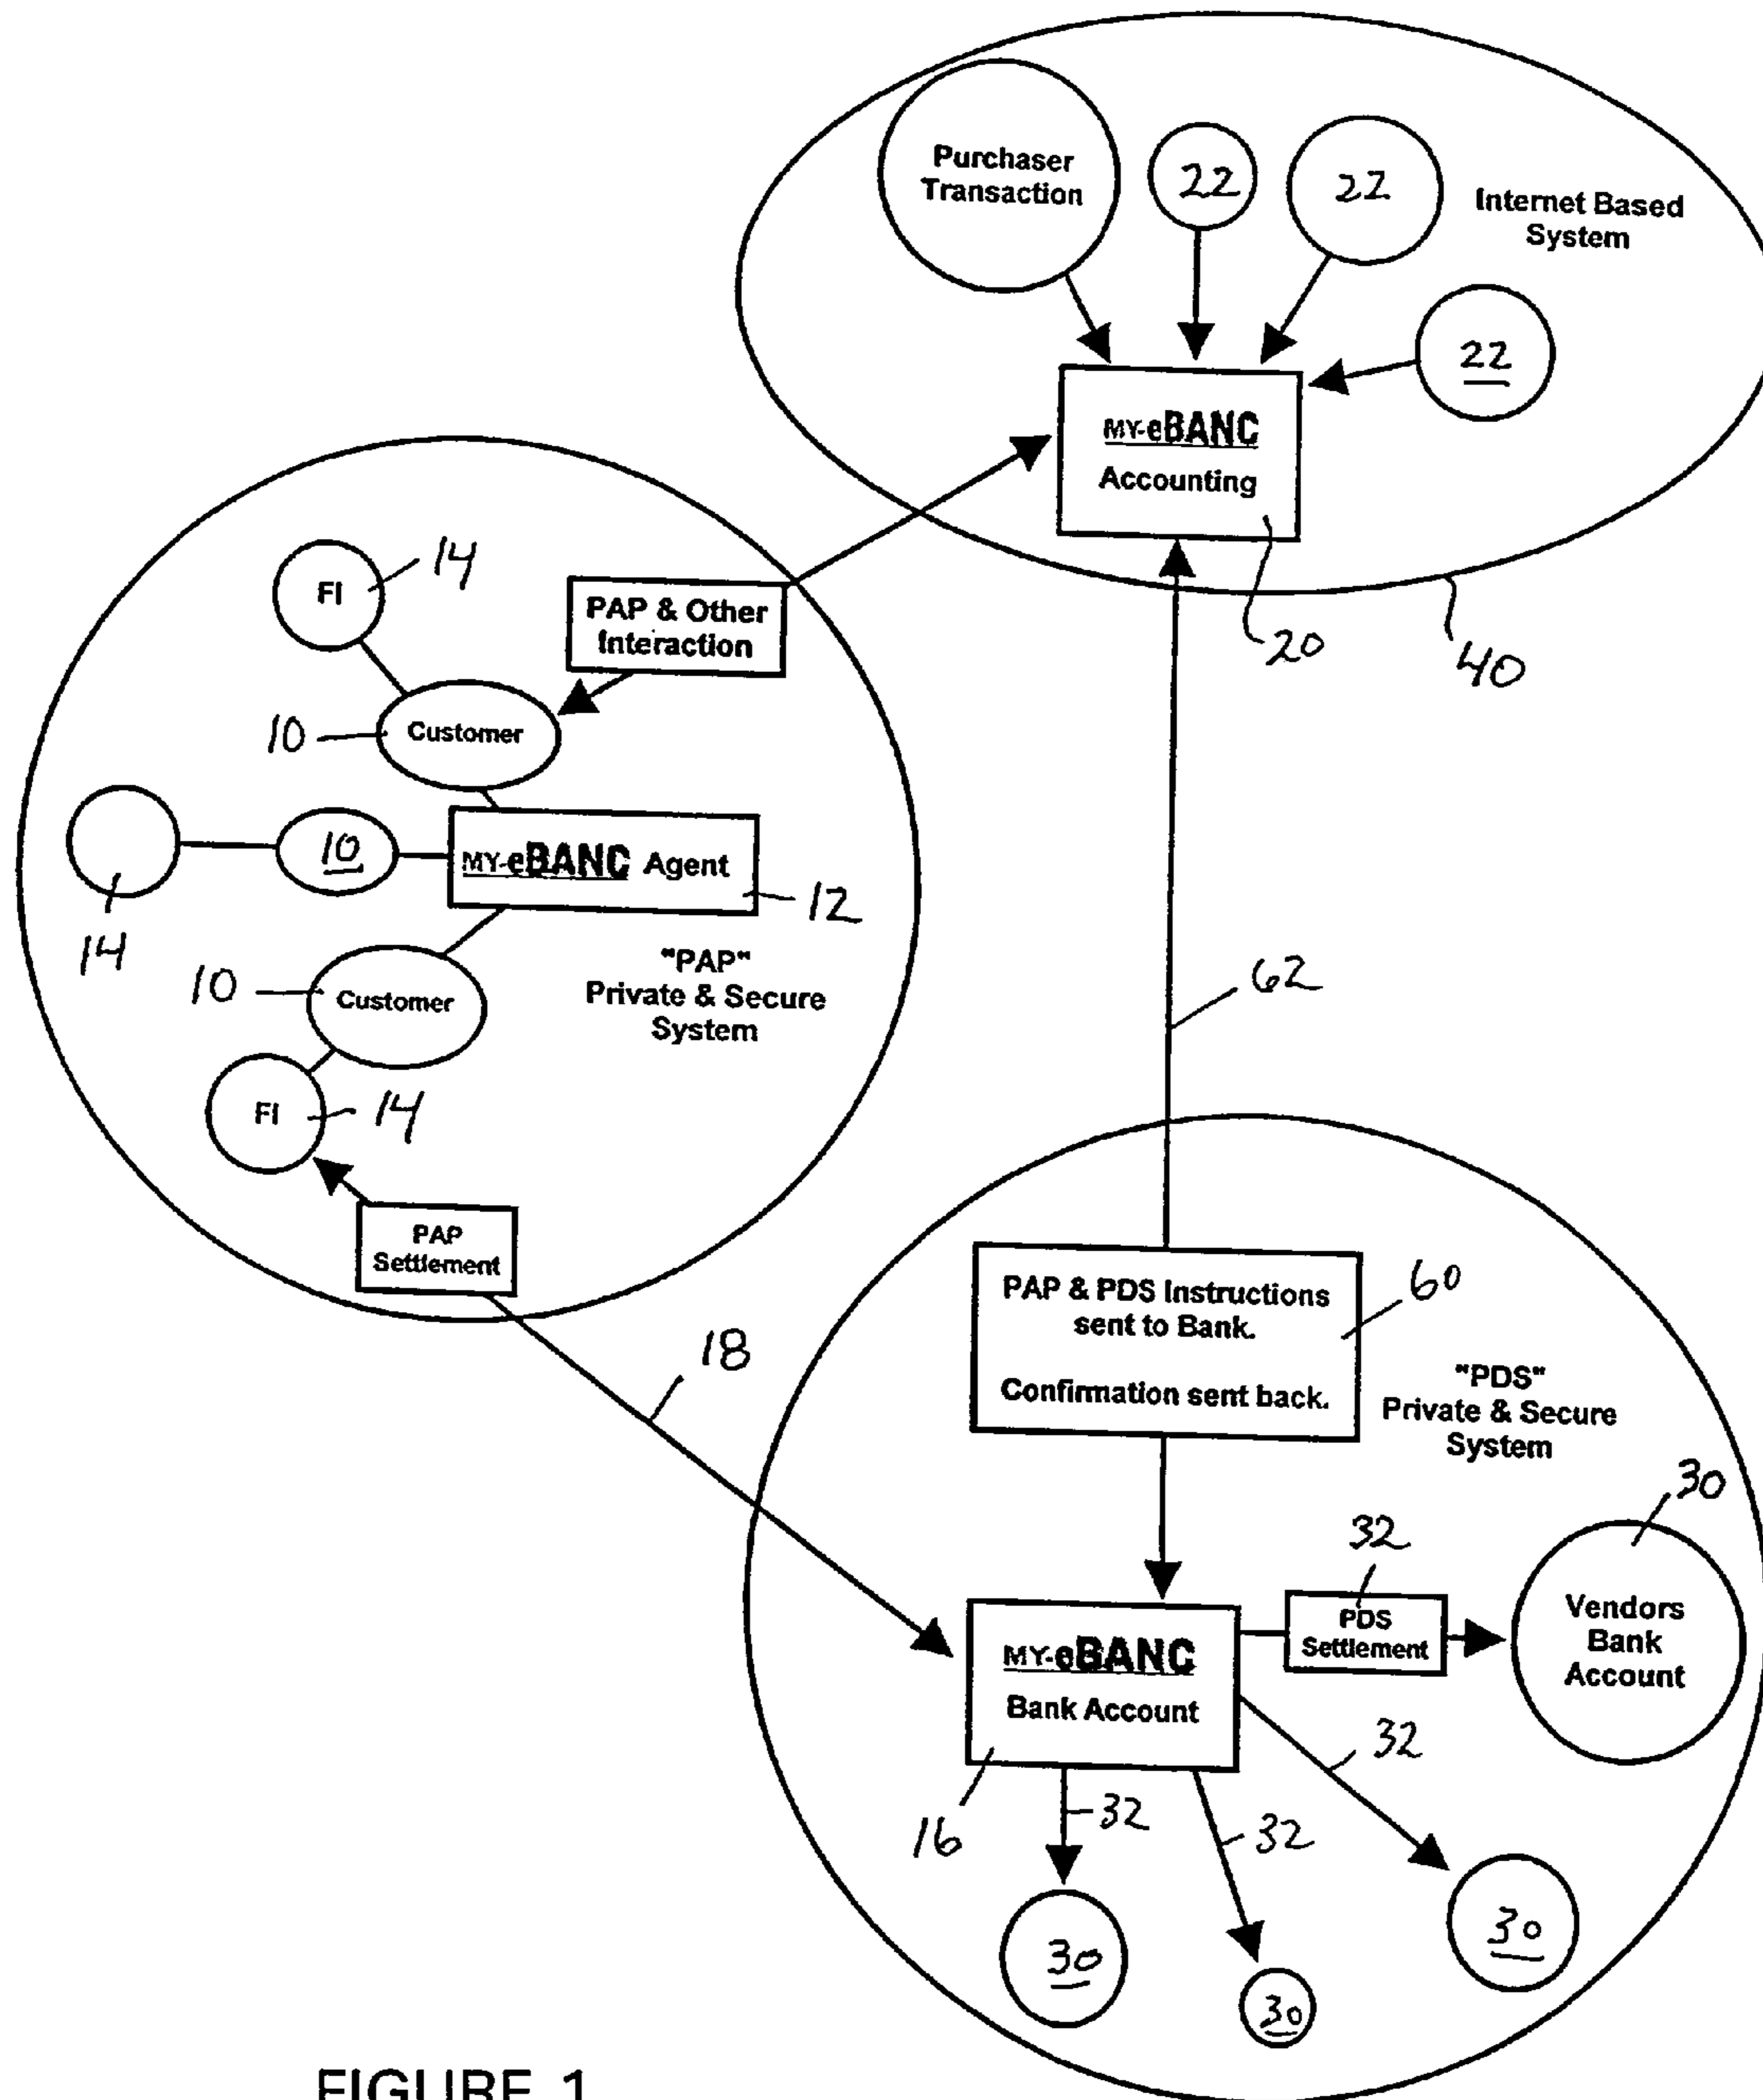 Purchaser
Transaction
22
22
Internet Based
System
22
MY-eBANC
Accounting
20
40
FI
14
PAP & Other
Interaction
10
Customer
10
14
MY-eBANC Agent
12
"PAP"
Private & Secure
System
10
Customer
FI
14
PAP
Settlement
18
62
PAP & PDS Instructions
sent to Bank.
Confirmation sent back.
60
"PDS"
Private & Secure
System
30
32
PDS
Settlement
Vendors
Bank
Account
MY-eBANC
Bank Account
16
32
32
32
30
30
30
FIGURE 1